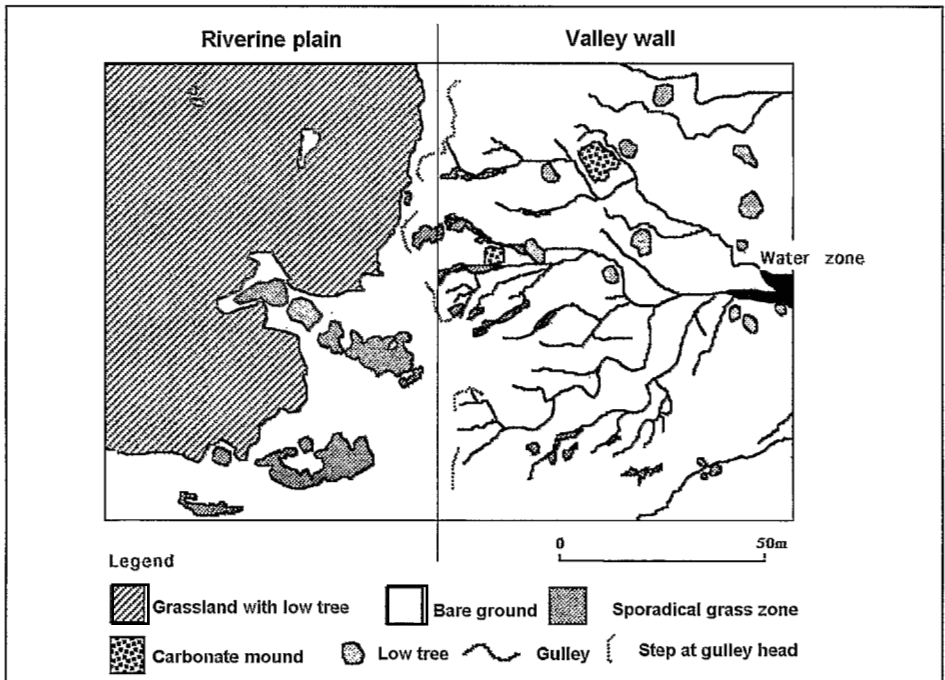 Riverine plain
Valley wall
Water zone
0 50m
Legend
Grassland with low tree
Bare ground
Sporadical grass zone
Carbonate mound
Low tree
Gulley
Step at gulley head